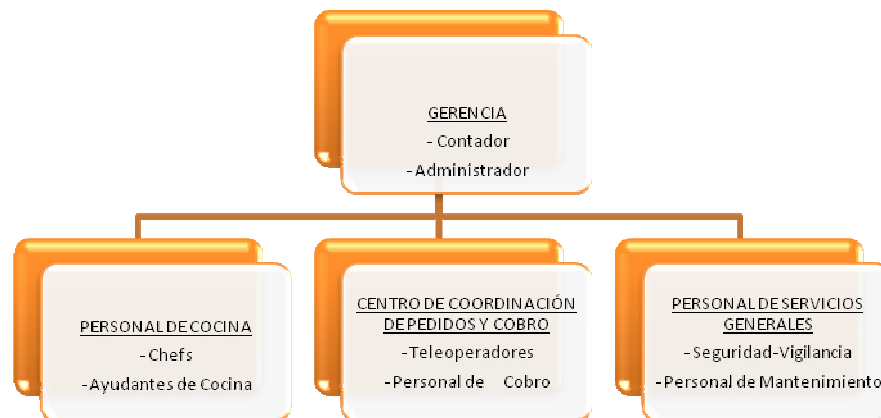 GERENCIA
- Contador
- Administrador
PERSONAL DE COCINA
- Chefs
- Ayudantes de Cocina
CENTRO DE COORDINACIÓN
DE PEDIDOS Y COBRO
- Teleoperadores
- Personal de Cobro
PERSONAL DE SERVICIOS
GENERALES
- Seguridad-Vigilancia
- Personal de Mantenimiento